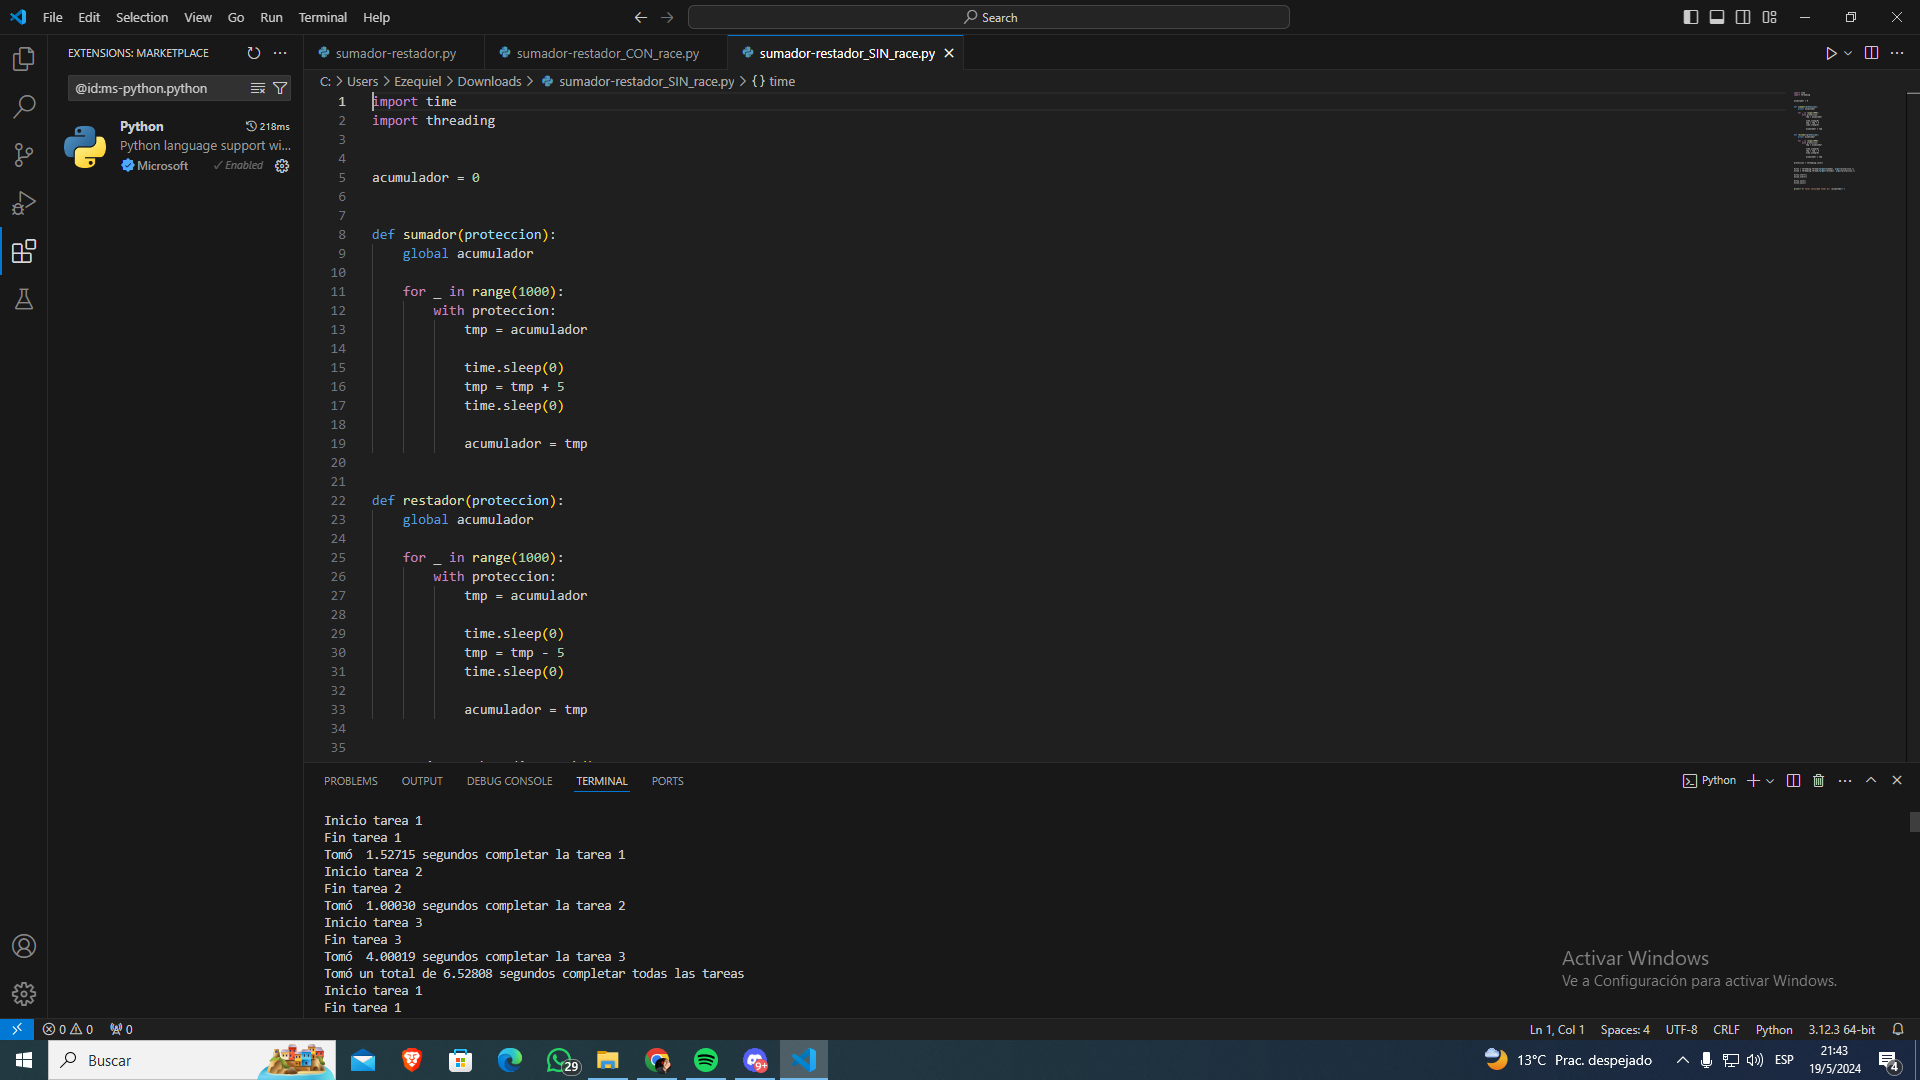 File Edit Selection View Go Run Terminal Help
Search
EXTENSIONS: MARKETPLACE
@id:ms-python.python
Python 218ms
Python language support wi...
Microsoft Enabled
sumador-restador.py sumador-restador_CON_race.py sumador-restador_SIN_race.py
C: > Users > Ezequiel > Downloads > sumador-restador_SIN_race.py > {} time
1 import time
2 import threading
3
4
5 acumulador = 0
6
7
8 def sumador(proteccion):
9 global acumulador
10
11 for _ in range(1000):
12 with proteccion:
13 tmp = acumulador
14
15 time.sleep(0)
16 tmp = tmp + 5
17 time.sleep(0)
18
19 acumulador = tmp
20
21
22 def restador(proteccion):
23 global acumulador
24
25 for _ in range(1000):
26 with proteccion:
27 tmp = acumulador
28
29 time.sleep(0)
30 tmp = tmp - 5
31 time.sleep(0)
32
33 acumulador = tmp
34
35
PROBLEMS OUTPUT DEBUG CONSOLE TERMINAL PORTS
Python
Inicio tarea 1
Fin tarea 1
Tomó  1.52715 segundos completar la tarea 1
Inicio tarea 2
Fin tarea 2
Tomó  1.00030 segundos completar la tarea 2
Inicio tarea 3
Fin tarea 3
Tomó  4.00019 segundos completar la tarea 3
Tomó un total de 6.52808 segundos completar todas las tareas
Inicio tarea 1
Fin tarea 1
Activar Windows
Ve a Configuración para activar Windows.
0 0 0
Ln 1, Col 1 Spaces: 4 UTF-8 CRLF Python 3.12.3 64-bit
Buscar
29
9+
13°C Prac. despejado
ESP
21:43
19/5/2024
4